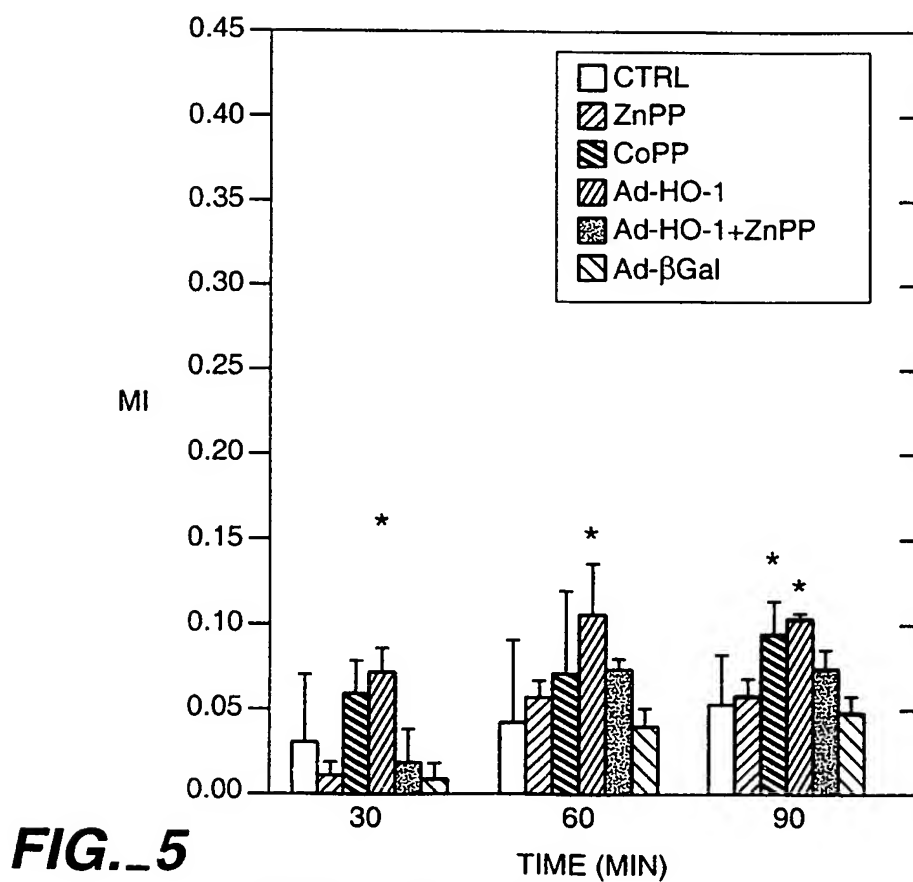 0.45
0.40
0.35
0.30
0.25
0.20
0.15
0.10
0.05
0.00
MI
CTRL
ZnPP
CoPP
Ad-HO-1
Ad-HO-1+ZnPP
Ad-βGal
*
*
*
*
30
60
90
TIME (MIN)
FIG._5